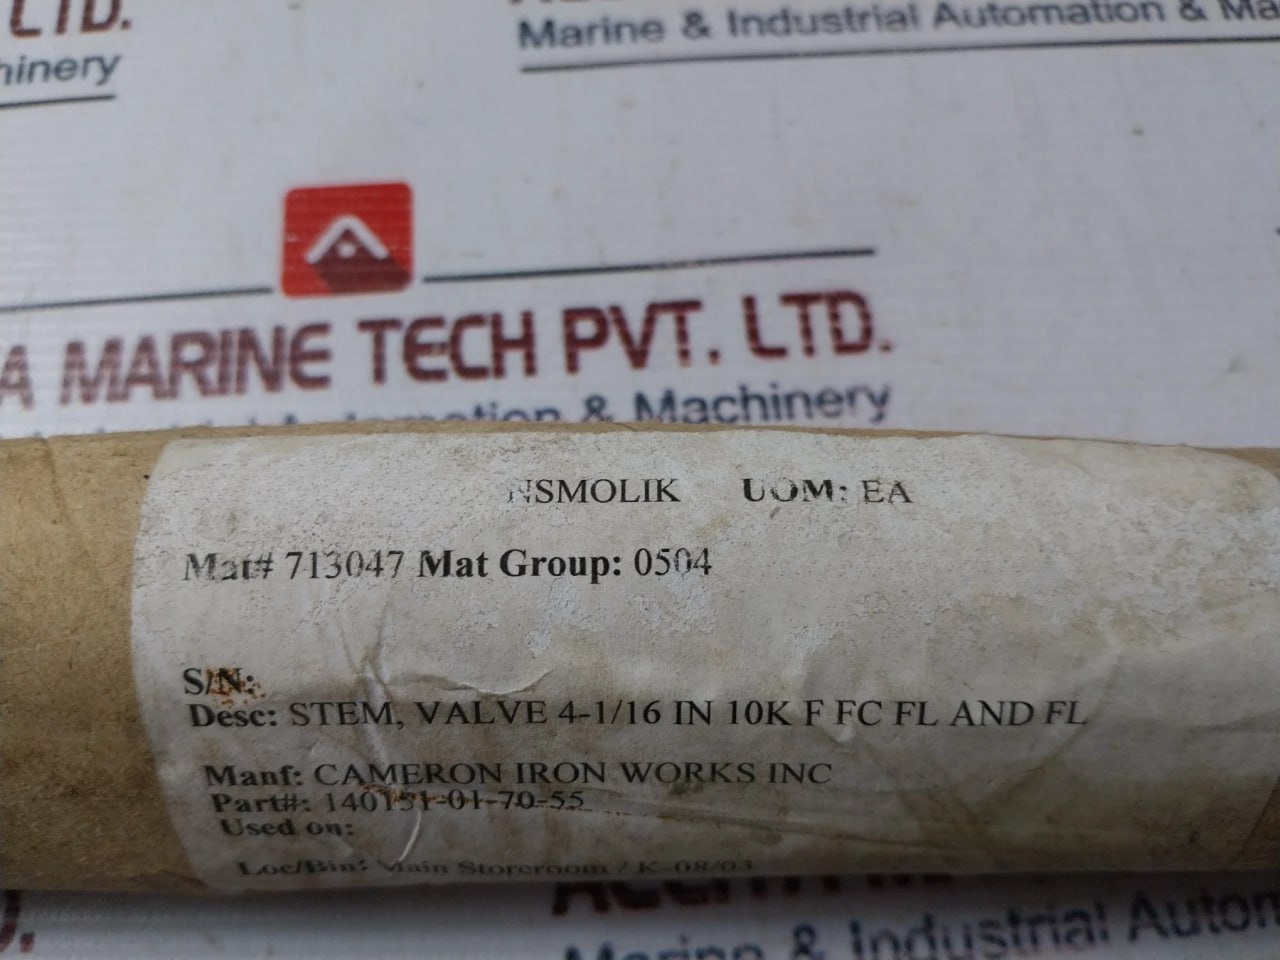 LTD.
Marine & Industrial Automation & Ma
hinery
A MARINE TECH PVT. LTD.
Automation & Machinery
NSMOLIK UOM: EA
Mat# 713047 Mat Group: 0504
S/N:
Desc: STEM, VALVE 4-1/16 IN 10K F FC FL AND FL
Manf: CAMERON IRON WORKS INC
Part#: 140151-01-70-55
Used on:
Loc/Bin: Main Storeroom / K-08/03
Marine & Industrial Autom